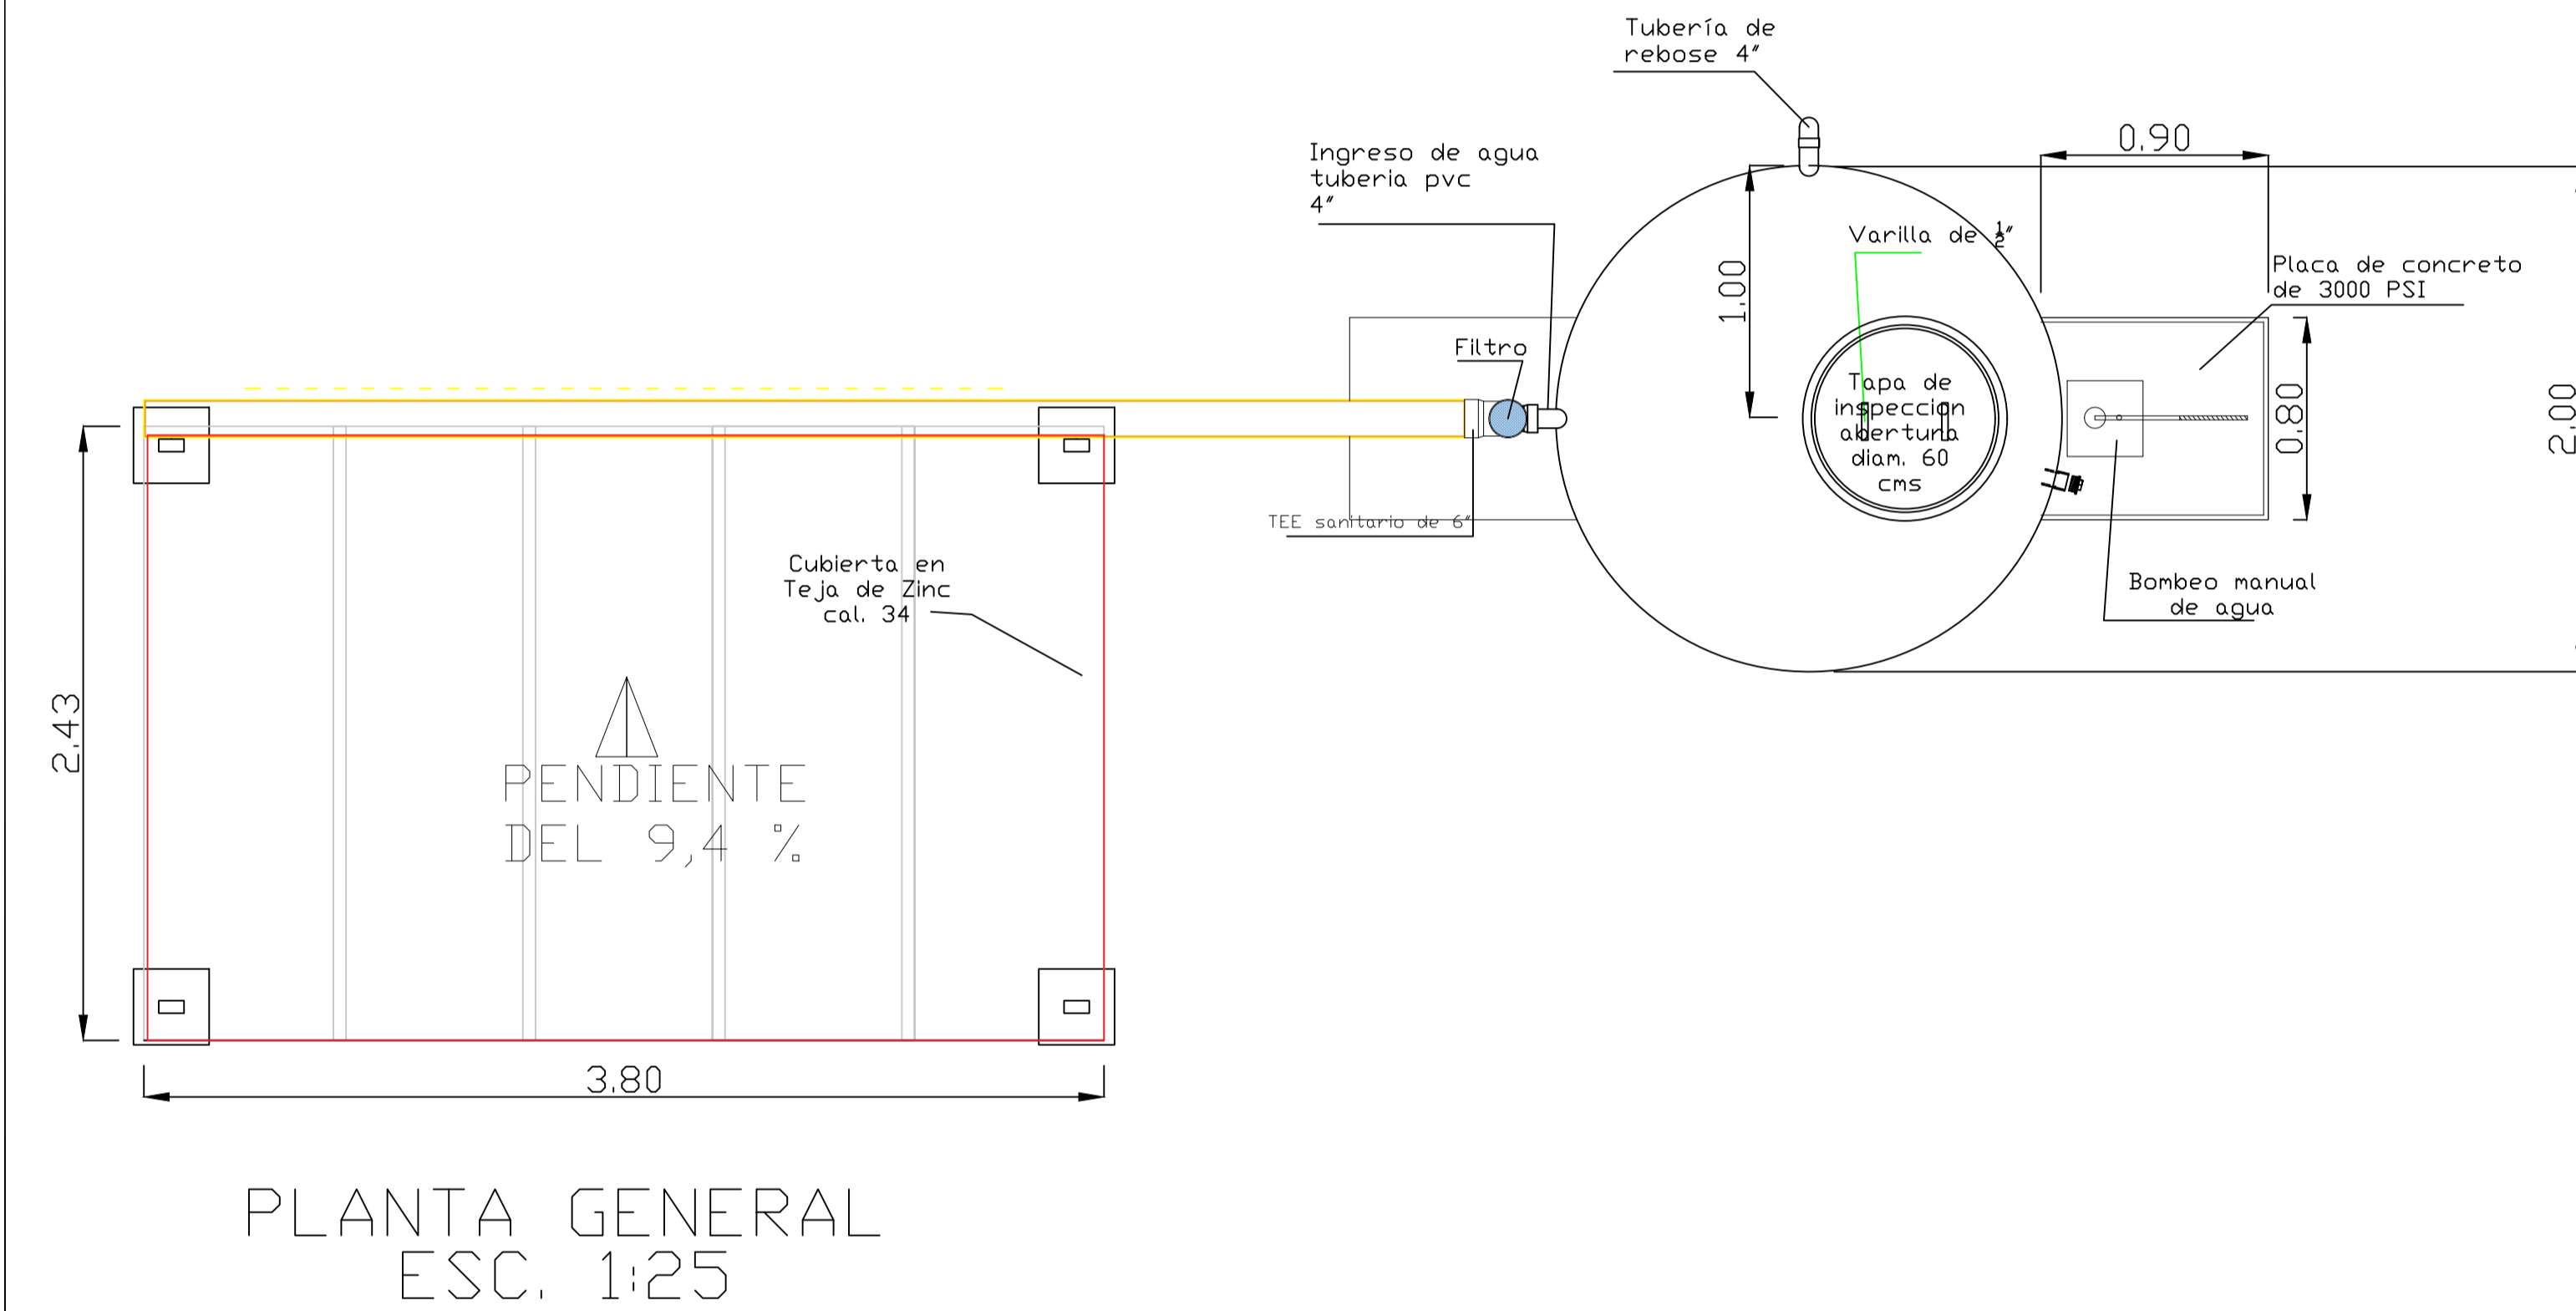 Tubería de
rebose 4"
Ingreso de agua
tuberia pvc
4"
0.90
Varilla de ½"
1.00
Placa de concreto
de 3000 PSI
Filtro
Tapa de
inspeccion
abertura
diam. 60
cms
0.80
2.00
TEE sanitario de 6"
Cubierta en
Teja de Zinc
cal. 34
Bombeo manual
de agua
2.43
PENDIENTE
DEL 9,4 %
3.80
PLANTA GENERAL
ESC. 1:25